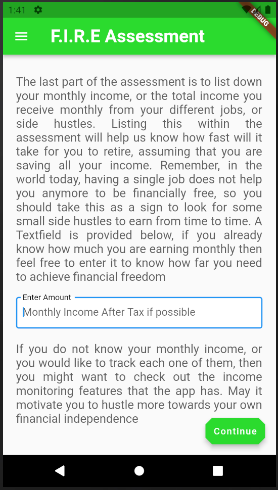 1:41
DEBUG
F.I.R.E Assessment
The last part of the assessment is to list down
your monthly income, or the total income you
receive monthly from your different jobs, or
side hustles. Listing this within the
assessment will help us know how fast will it
take for you to retire, assuming that you are
saving all your income. Remember, in the
world today, having a single job does not help
you anymore to be financially free, so you
should take this as a sign to look for some
small side hustles to earn from time to time. A
Textfield is provided below, if you already
know how much you are earning monthly then
feel free to enter it to know how far you need
to achieve financial freedom
Enter Amount
Monthly Income After Tax if possible
If you do not know your monthly income, or
you would like to track each one of them, then
you might want to check out the income
monitoring features that the app has. May it
motivate you to hustle more towards your own
financial independence
Continue